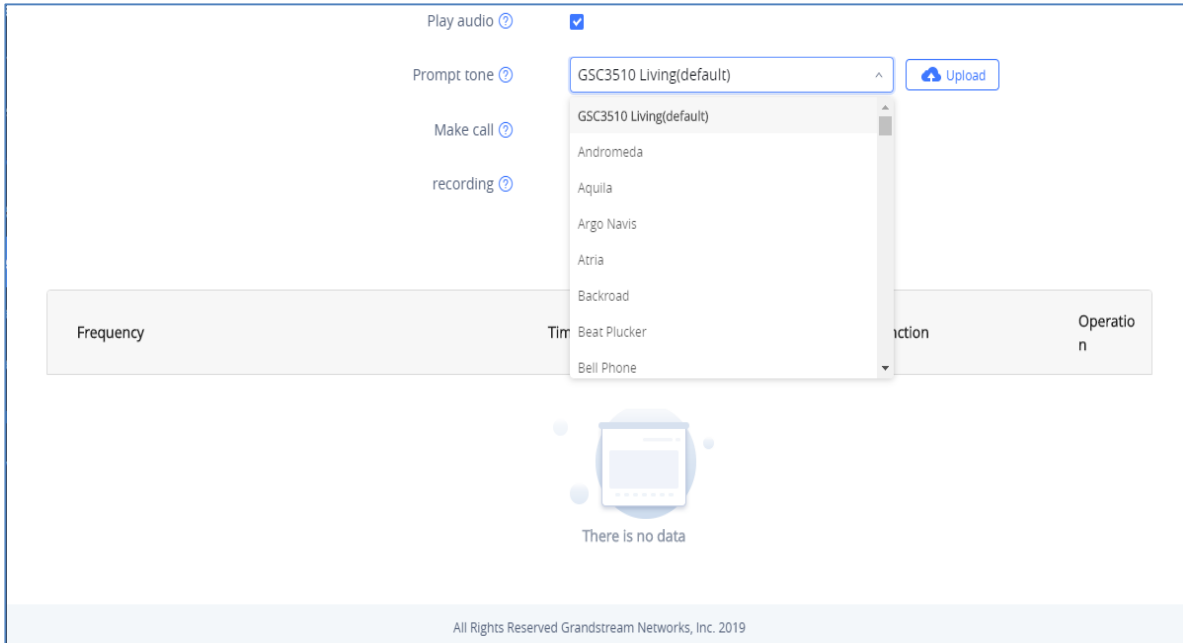 Play audio
Prompt tone GSC3510 Living(default) Upload
GSC3510 Living(default)
Make call
Andromeda
recording
Aquila
Argo Navis
Atria
Backroad
Frequency Tim Beat Plucker nction Operatio
n
Bell Phone
There is no data
All Rights Reserved Grandstream Networks, Inc. 2019